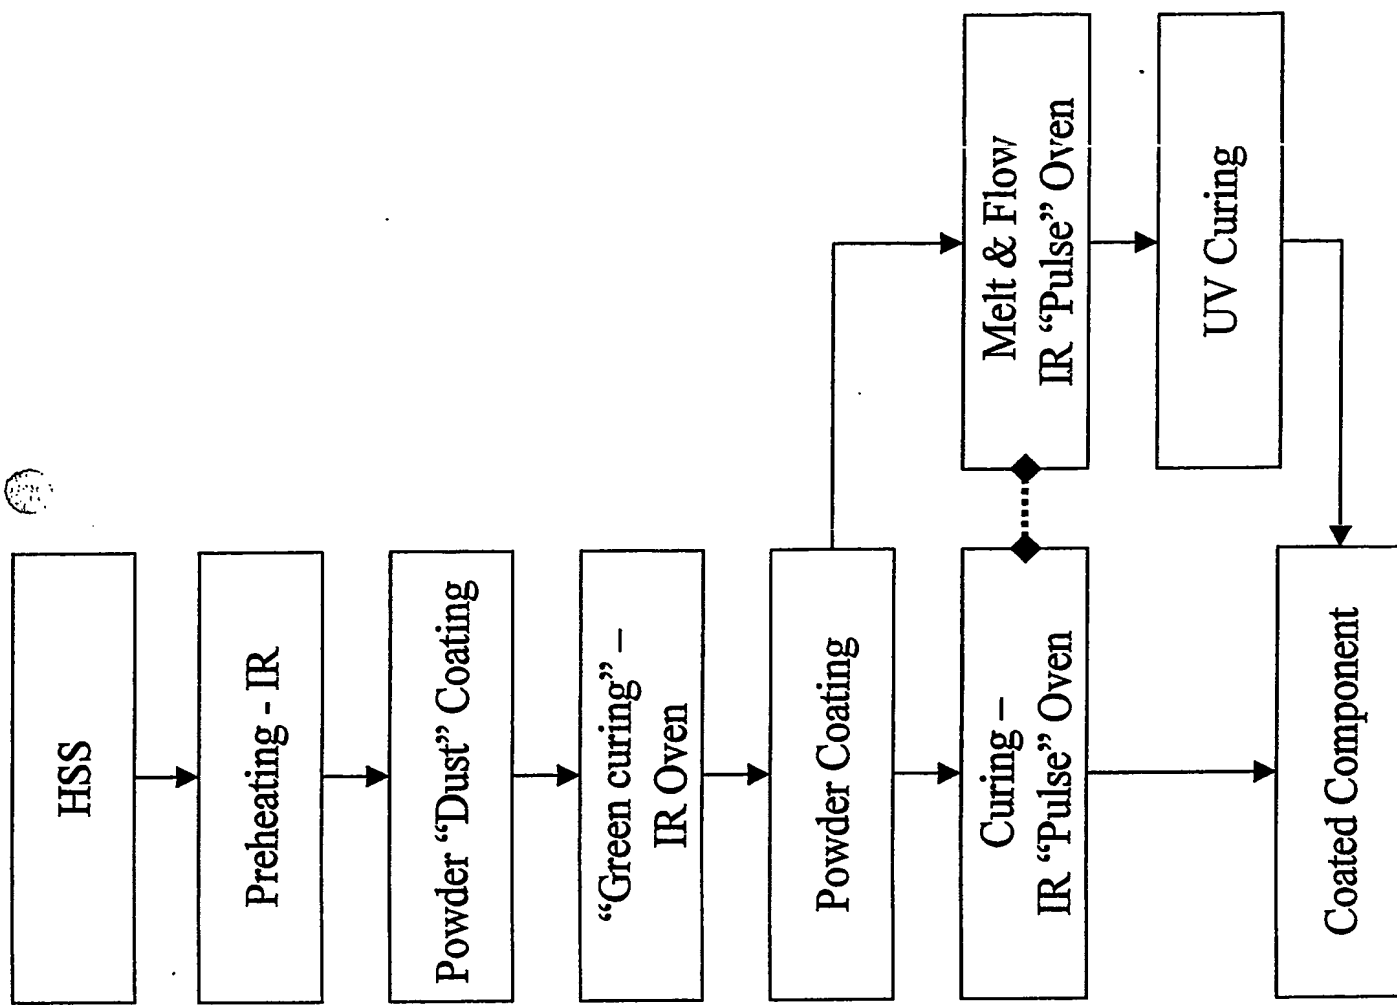 HSS
Preheating - IR
Powder “Dust” Coating
“Green curing” –
IR Oven
Powder Coating
Curing –
IR “Pulse” Oven
Melt & Flow
IR “Pulse” Oven
UV Curing
Coated Component